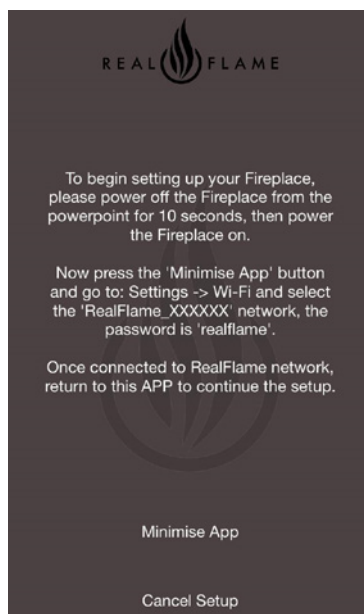 REAL FLAME
To begin setting up your Fireplace,
please power off the Fireplace from the
powerpoint for 10 seconds, then power
the Fireplace on.
Now press the 'Minimise App' button
and go to: Settings -> Wi-Fi and select
the 'RealFlame_XXXXXX' network, the
password is 'realflame'.
Once connected to RealFlame network,
return to this APP to continue the setup.
Minimise App
Cancel Setup